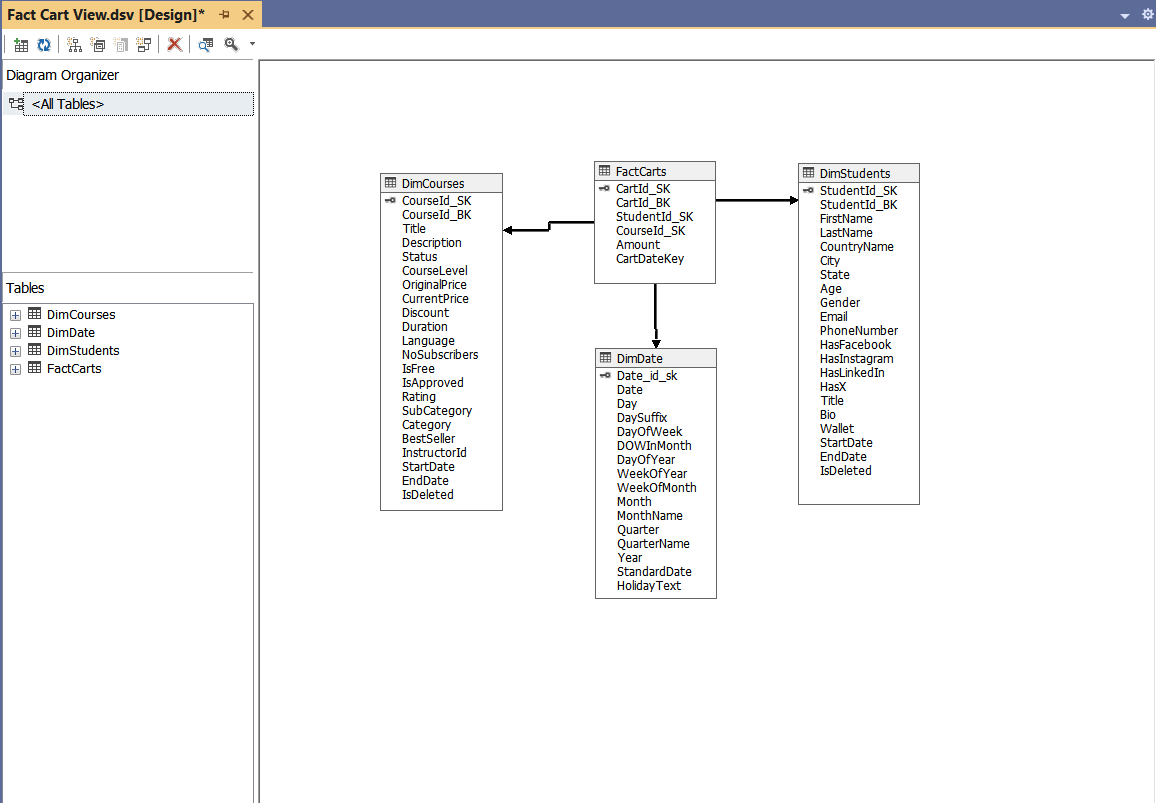 Fact Cart View.dsv [Design]*
Diagram Organizer
<All Tables>
Tables
DimCourses
DimDate
DimStudents
FactCarts
DimCourses
CourseId_SK
CourseId_BK
Title
Description
Status
CourseLevel
OriginalPrice
CurrentPrice
Discount
Duration
Language
NoSubscribers
IsFree
IsApproved
Rating
SubCategory
Category
BestSeller
InstructorId
StartDate
EndDate
IsDeleted
FactCarts
CartId_SK
CartId_BK
StudentId_SK
CourseId_SK
Amount
CartDateKey
DimDate
Date_id_sk
Date
Day
DaySuffix
DayOfWeek
DOWInMonth
DayOfYear
WeekOfYear
WeekOfMonth
Month
MonthName
Quarter
QuarterName
Year
StandardDate
HolidayText
DimStudents
StudentId_SK
StudentId_BK
FirstName
LastName
CountryName
City
State
Age
Gender
Email
PhoneNumber
HasFacebook
HasInstagram
HasLinkedIn
HasX
Title
Bio
Wallet
StartDate
EndDate
IsDeleted